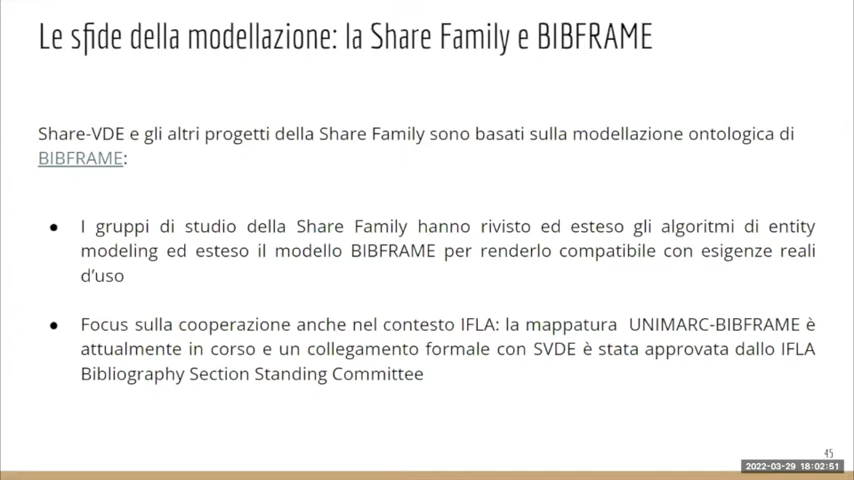 Le sfide della modellazione: la Share Family e BIBFRAME
Share-VDE e gli altri progetti della Share Family sono basati sulla modellazione ontologica di
BIBFRAME:
● I gruppi di studio della Share Family hanno rivisto ed esteso gli algoritmi di entity
modeling ed esteso il modello BIBFRAME per renderlo compatibile con esigenze reali
d'uso
● Focus sulla cooperazione anche nel contesto IFLA: la mappatura UNIMARC-BIBFRAME è
attualmente in corso e un collegamento formale con SVDE è stata approvata dallo IFLA
Bibliography Section Standing Committee
45
2022-03-29 18:02:51